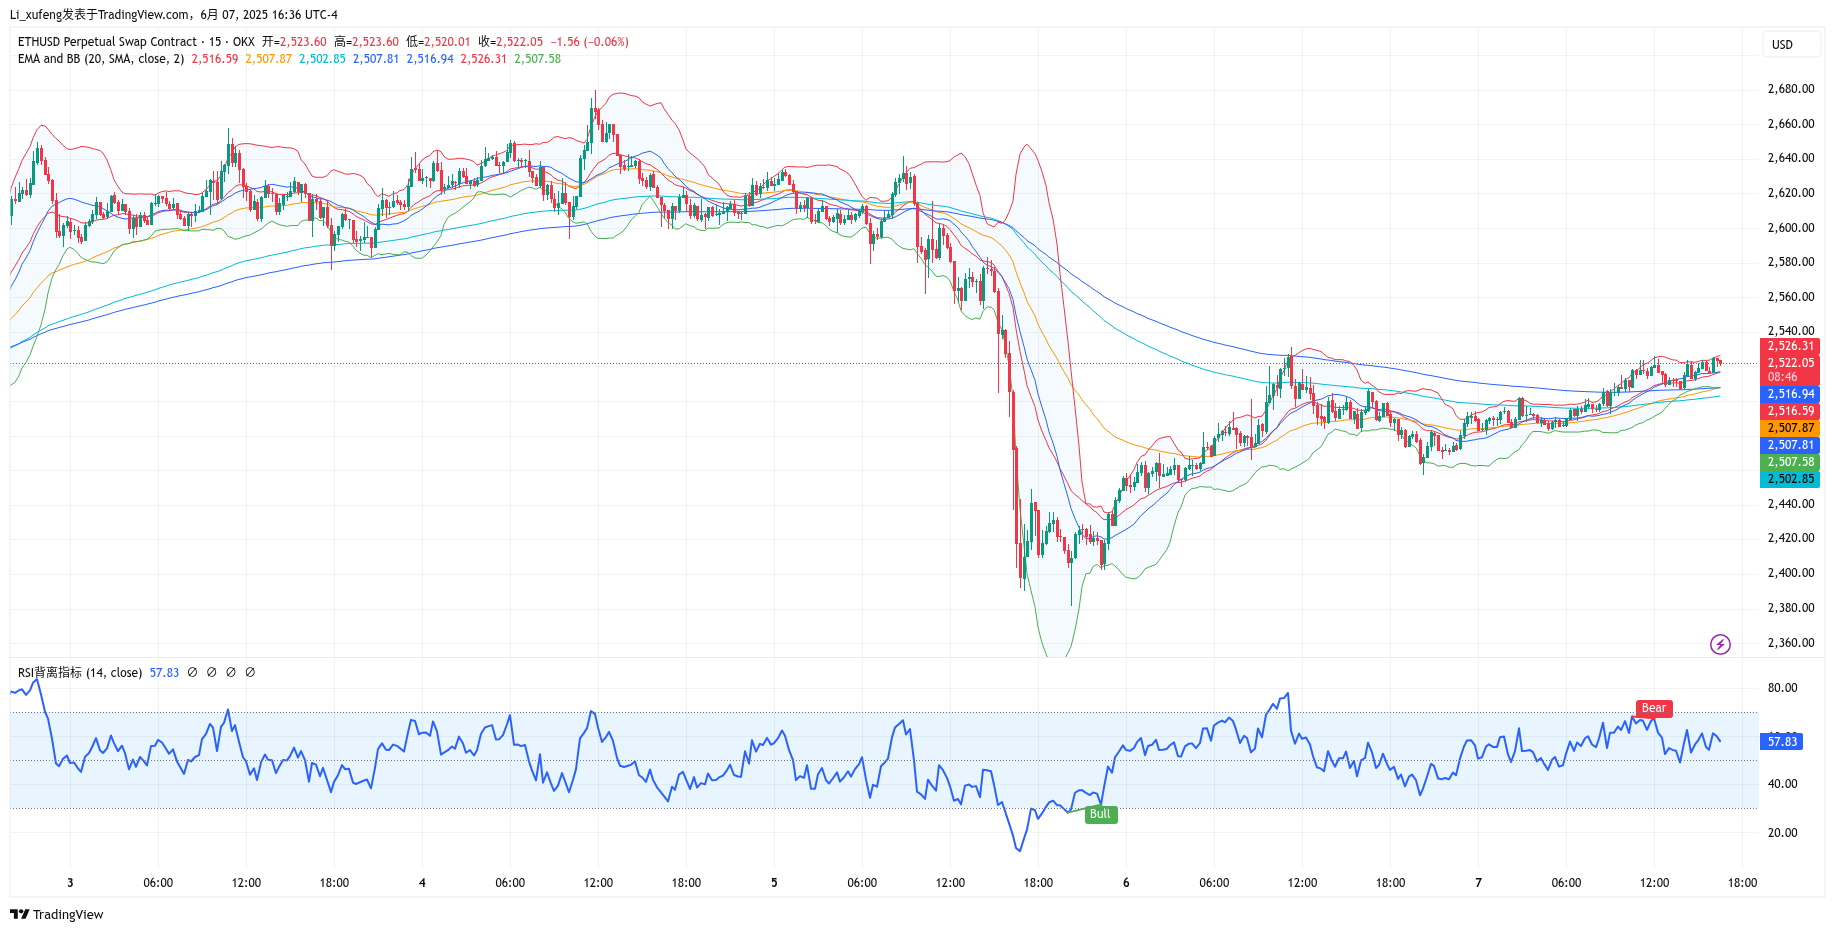 Li_xufeng发表于TradingView.com，6月 07, 2025 16:36 UTC-4
ETHUSD Perpetual Swap Contract · 15 · OKX 开=2,523.60 高=2,523.60 低=2,520.01 收=2,522.05 −1.56 (−0.06%)
EMA and BB (20, SMA, close, 2) 2,516.59 2,507.87 2,502.85 2,507.81 2,516.94 2,526.31 2,507.58
USD
2,680.00
2,660.00
2,640.00
2,620.00
2,600.00
2,580.00
2,560.00
2,540.00
2,526.31
2,522.05
08:46
2,516.94
2,516.59
2,507.87
2,507.81
2,507.58
2,502.85
2,440.00
2,420.00
2,400.00
2,380.00
2,360.00
RSI背离指标 (14, close) 57.83 ∅ ∅ ∅ ∅
80.00
Bear
57.83
40.00
Bull
20.00
3 06:00 12:00 18:00 4 06:00 12:00 18:00 5 06:00 12:00 18:00 6 06:00 12:00 18:00 7 06:00 12:00 18:00
TradingView